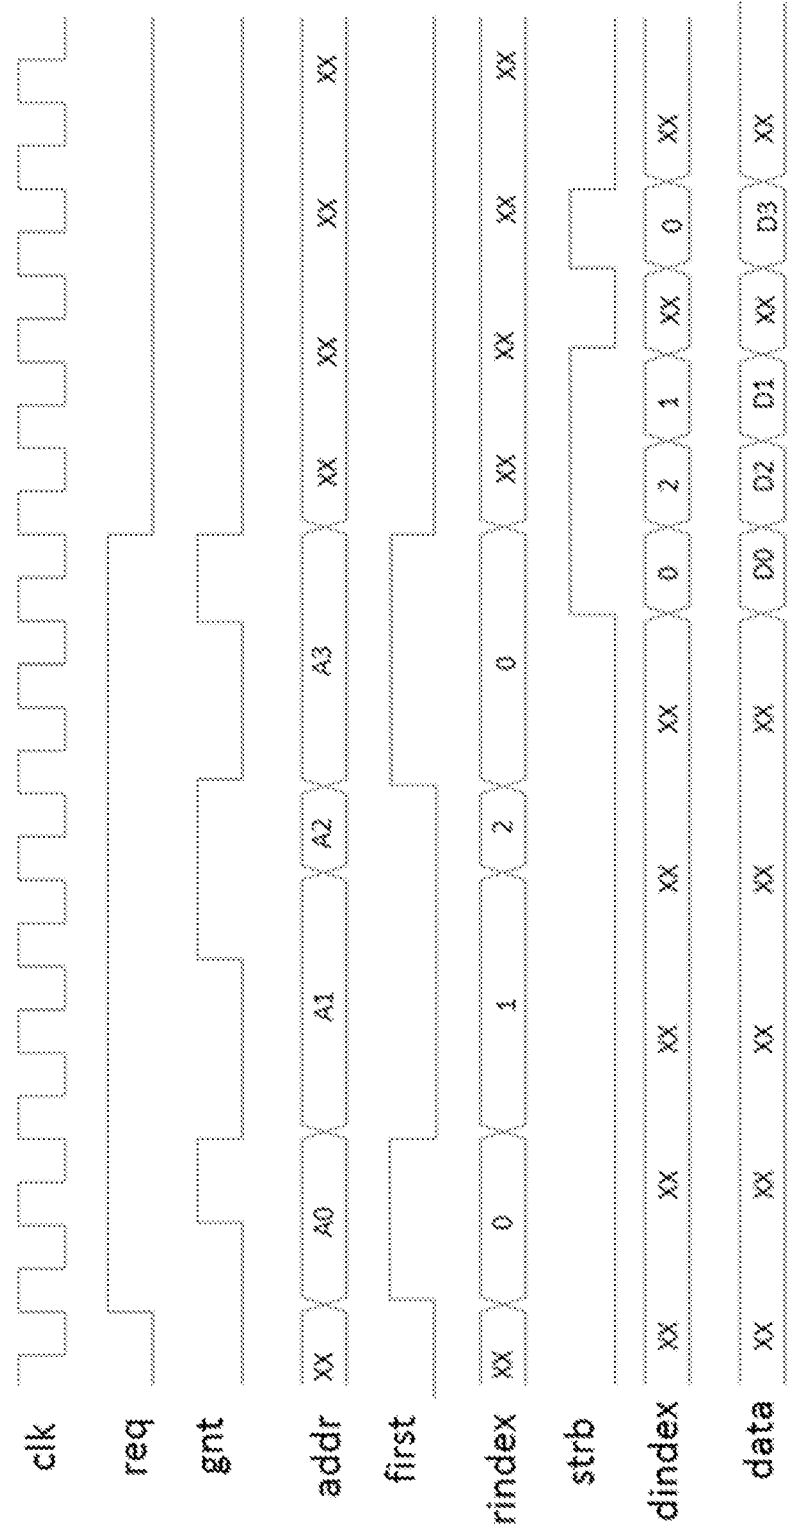 clk
req
gnt
addr XX A0 A1 A2 A3 XX XX XX XX
first
rindex XX 0 1 2 0 XX XX XX XX
strb
dindex XX XX XX XX XX 0 2 1 XX 0 XX
data XX XX XX XX XX D0 D2 D1 XX D3 XX